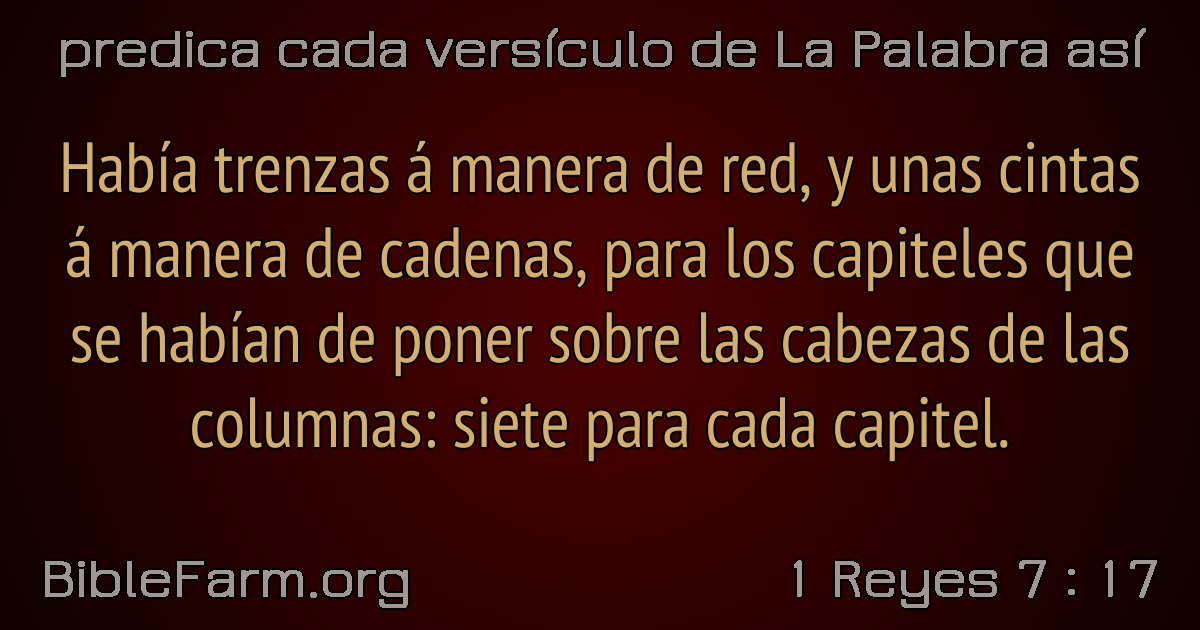 predica cada versículo de La Palabra así
Había trenzas á manera de red, y unas cintas
á manera de cadenas, para los capiteles que
se habían de poner sobre las cabezas de las
columnas: siete para cada capitel.
BibleFarm.org
1 Reyes 7 : 17